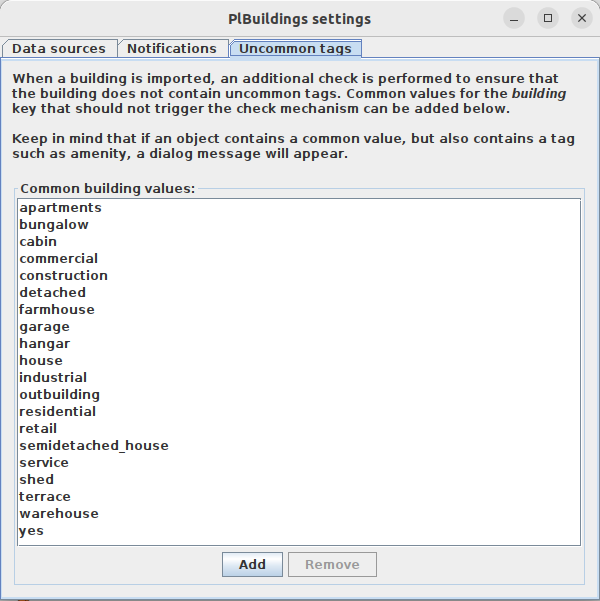 PlBuildings settings
Data sources
Notifications
Uncommon tags
When a building is imported, an additional check is performed to ensure that
the building does not contain uncommon tags. Common values for the building
key that should not trigger the check mechanism can be added below.
Keep in mind that if an object contains a common value, but also contains a tag
such as amenity, a dialog message will appear.
Common building values:
apartments
bungalow
cabin
commercial
construction
detached
farmhouse
garage
hangar
house
industrial
outbuilding
residential
retail
semidetached_house
service
shed
terrace
warehouse
yes
Add
Remove